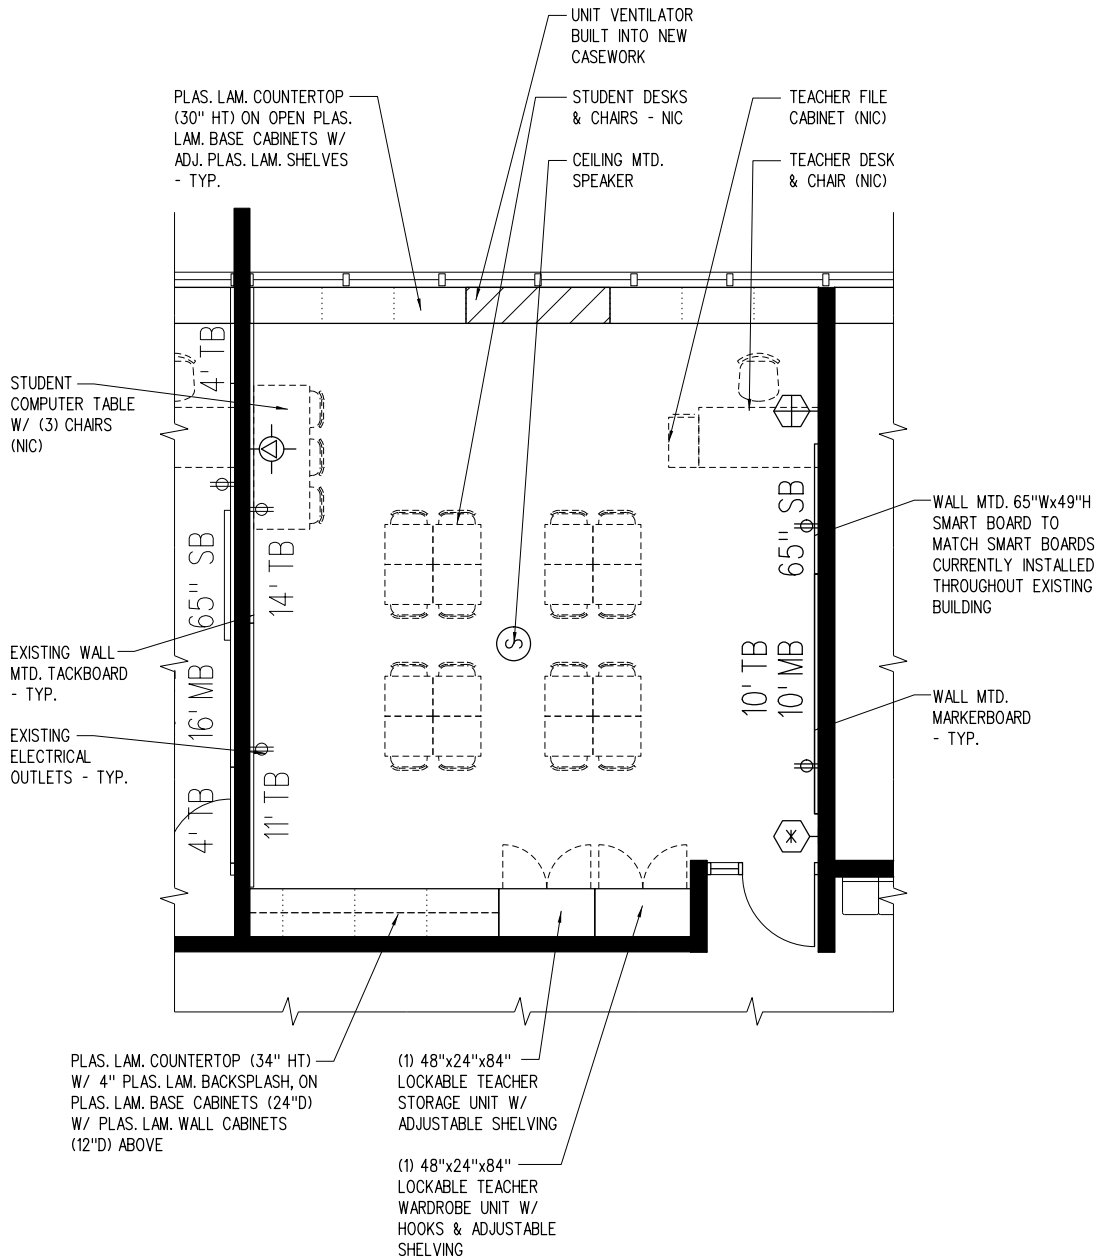 UNIT VENTILATOR
BUILT INTO NEW
CASEWORK
PLAS. LAM. COUNTERTOP
(30" HT) ON OPEN PLAS.
LAM. BASE CABINETS W/
ADJ. PLAS. LAM. SHELVES
- TYP.
STUDENT DESKS
& CHAIRS - NIC
CEILING MTD.
SPEAKER
TEACHER FILE
CABINET (NIC)
TEACHER DESK
& CHAIR (NIC)
STUDENT
COMPUTER TABLE
W/ (3) CHAIRS
(NIC)
4' TB
65" SB
16' MB
4' TB
14' TB
11' TB
S
65" SB
10' TB
10' MB
EXISTING WALL
MTD. TACKBOARD
- TYP.
EXISTING
ELECTRICAL
OUTLETS - TYP.
WALL MTD. 65"Wx49"H
SMART BOARD TO
MATCH SMART BOARDS
CURRENTLY INSTALLED
THROUGHOUT EXISTING
BUILDING
WALL MTD.
MARKERBOARD
- TYP.
PLAS. LAM. COUNTERTOP (34" HT)
W/ 4" PLAS. LAM. BACKSPLASH, ON
PLAS. LAM. BASE CABINETS (24"D)
W/ PLAS. LAM. WALL CABINETS
(12"D) ABOVE
(1) 48"x24"x84"
LOCKABLE TEACHER
STORAGE UNIT W/
ADJUSTABLE SHELVING
(1) 48"x24"x84"
LOCKABLE TEACHER
WARDROBE UNIT W/
HOOKS & ADJUSTABLE
SHELVING